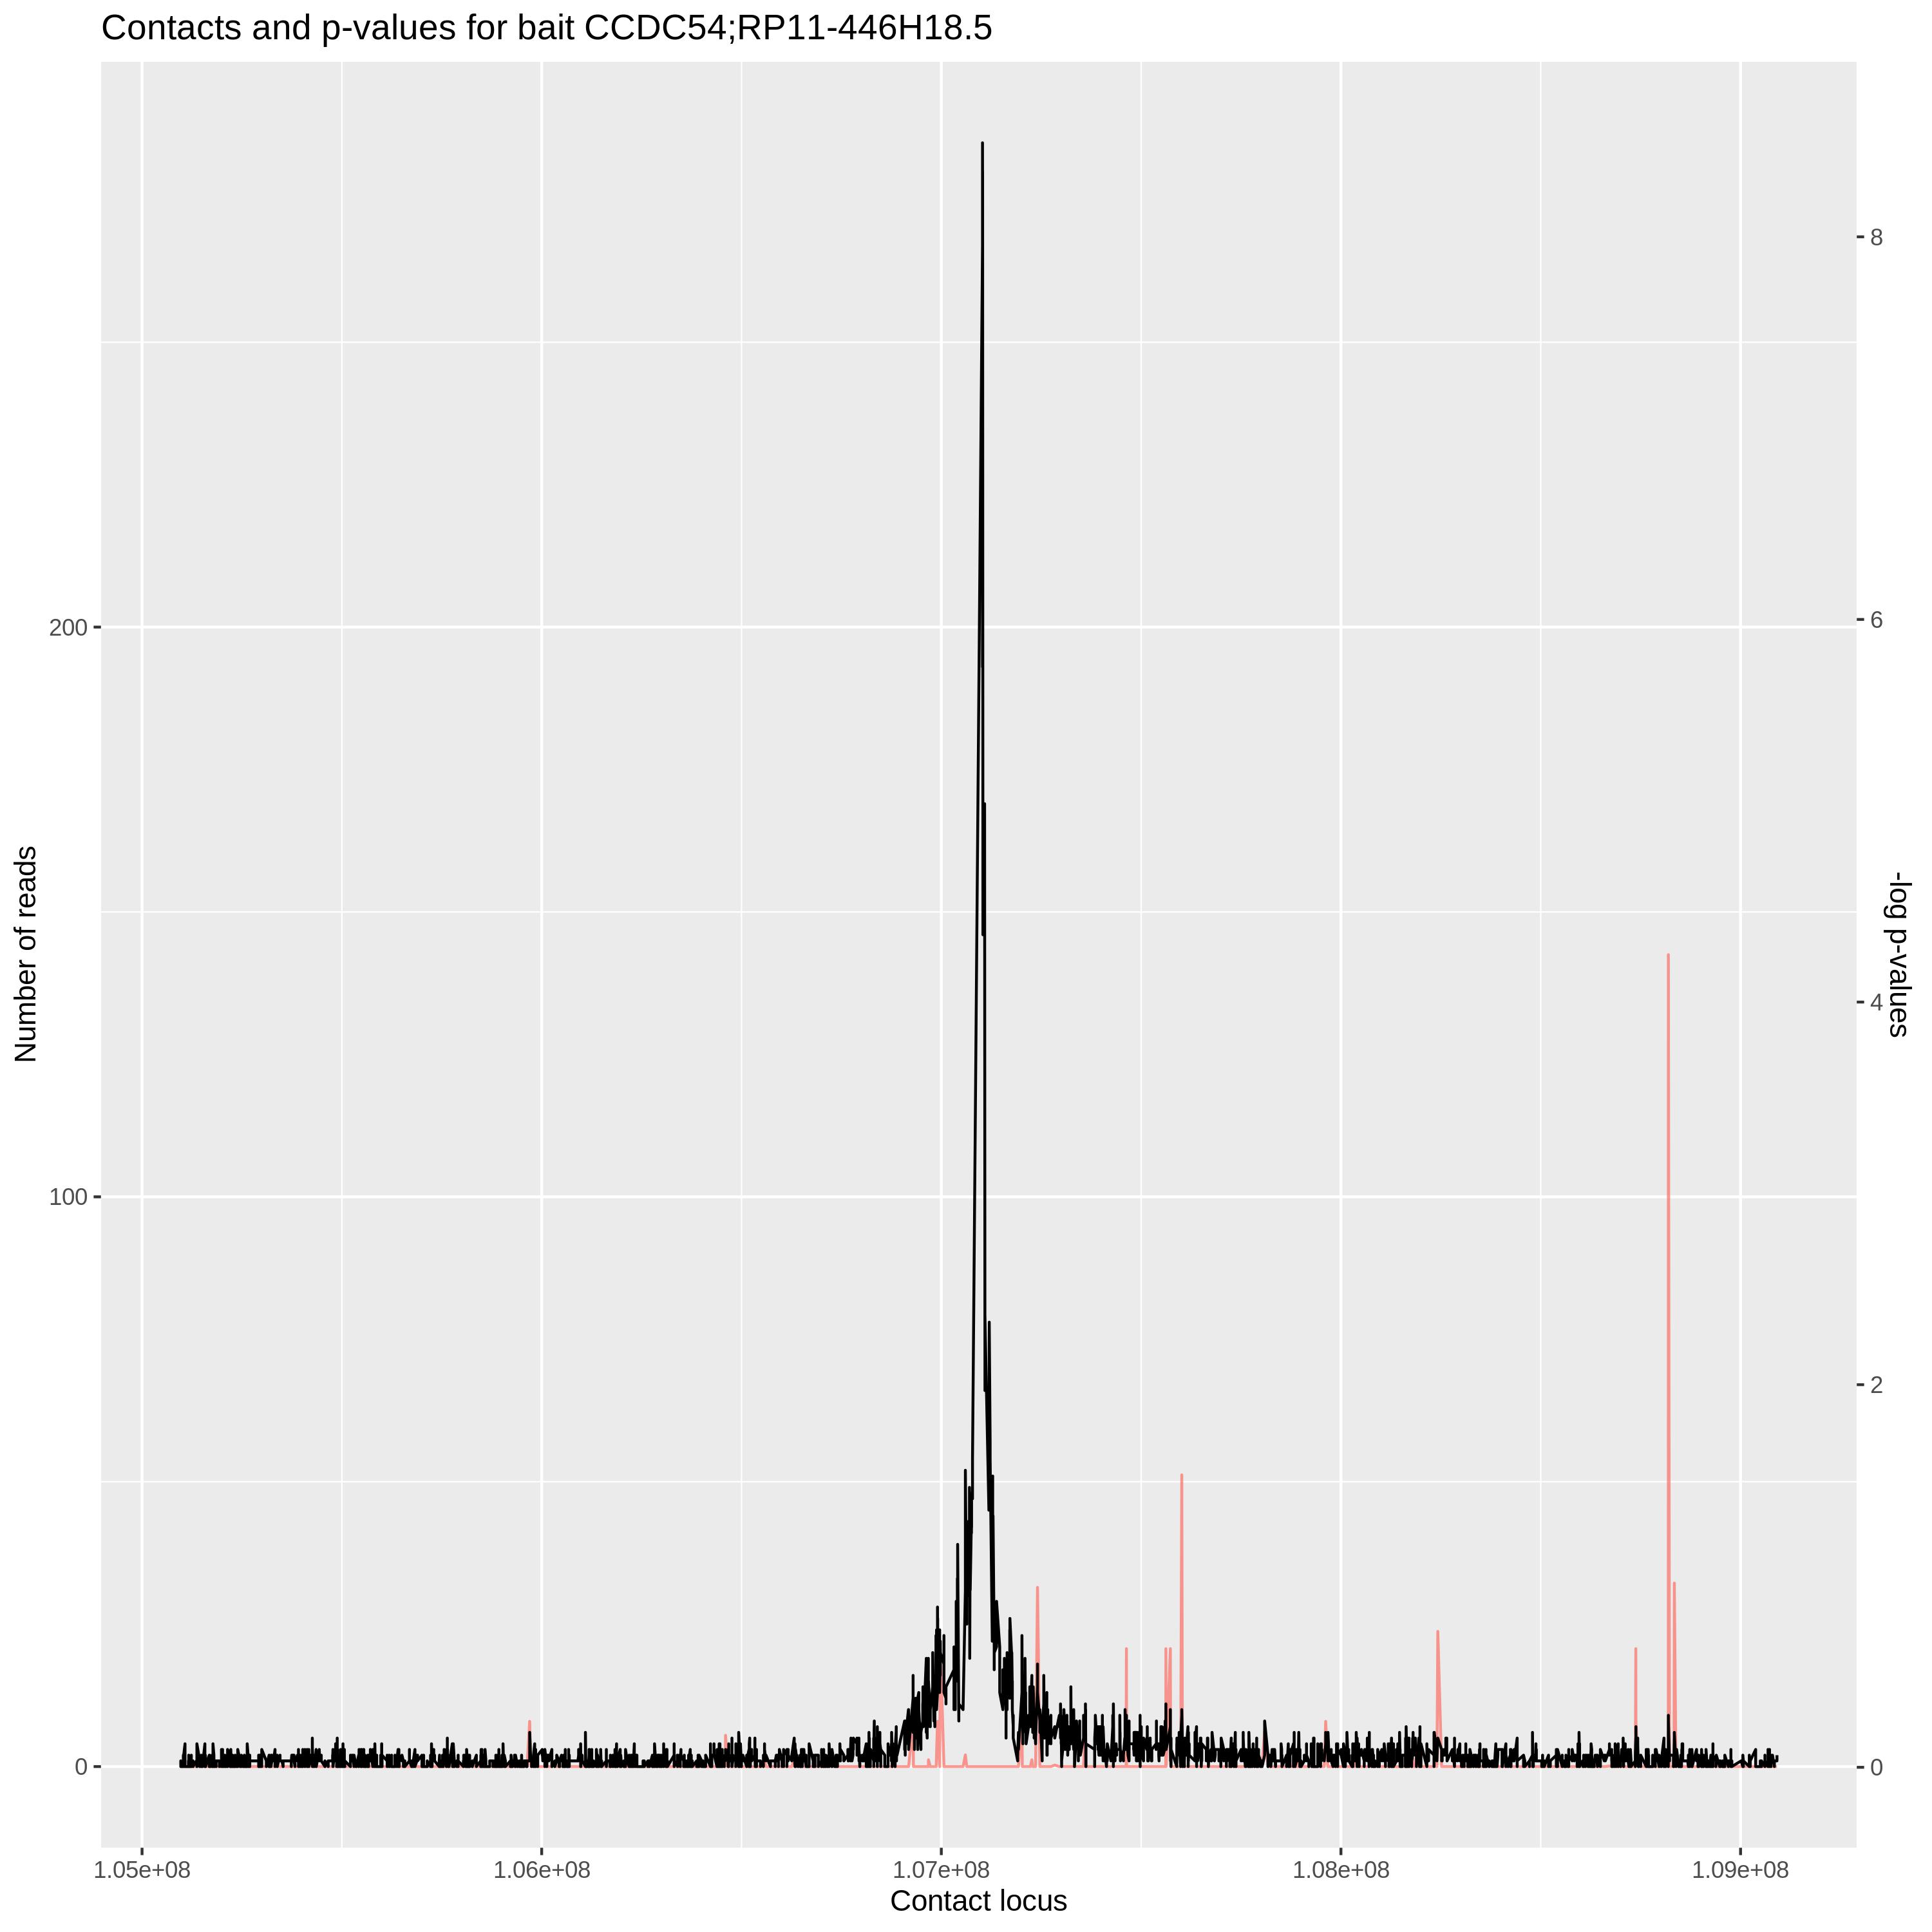 Contacts and p-values for bait CCDC54;RP11-446H18.5
Number of reads
200
100
0
8
6
4
2
0
-log p-values
1.05e+08 1.06e+08 1.07e+08 1.08e+08 1.09e+08
Contact locus